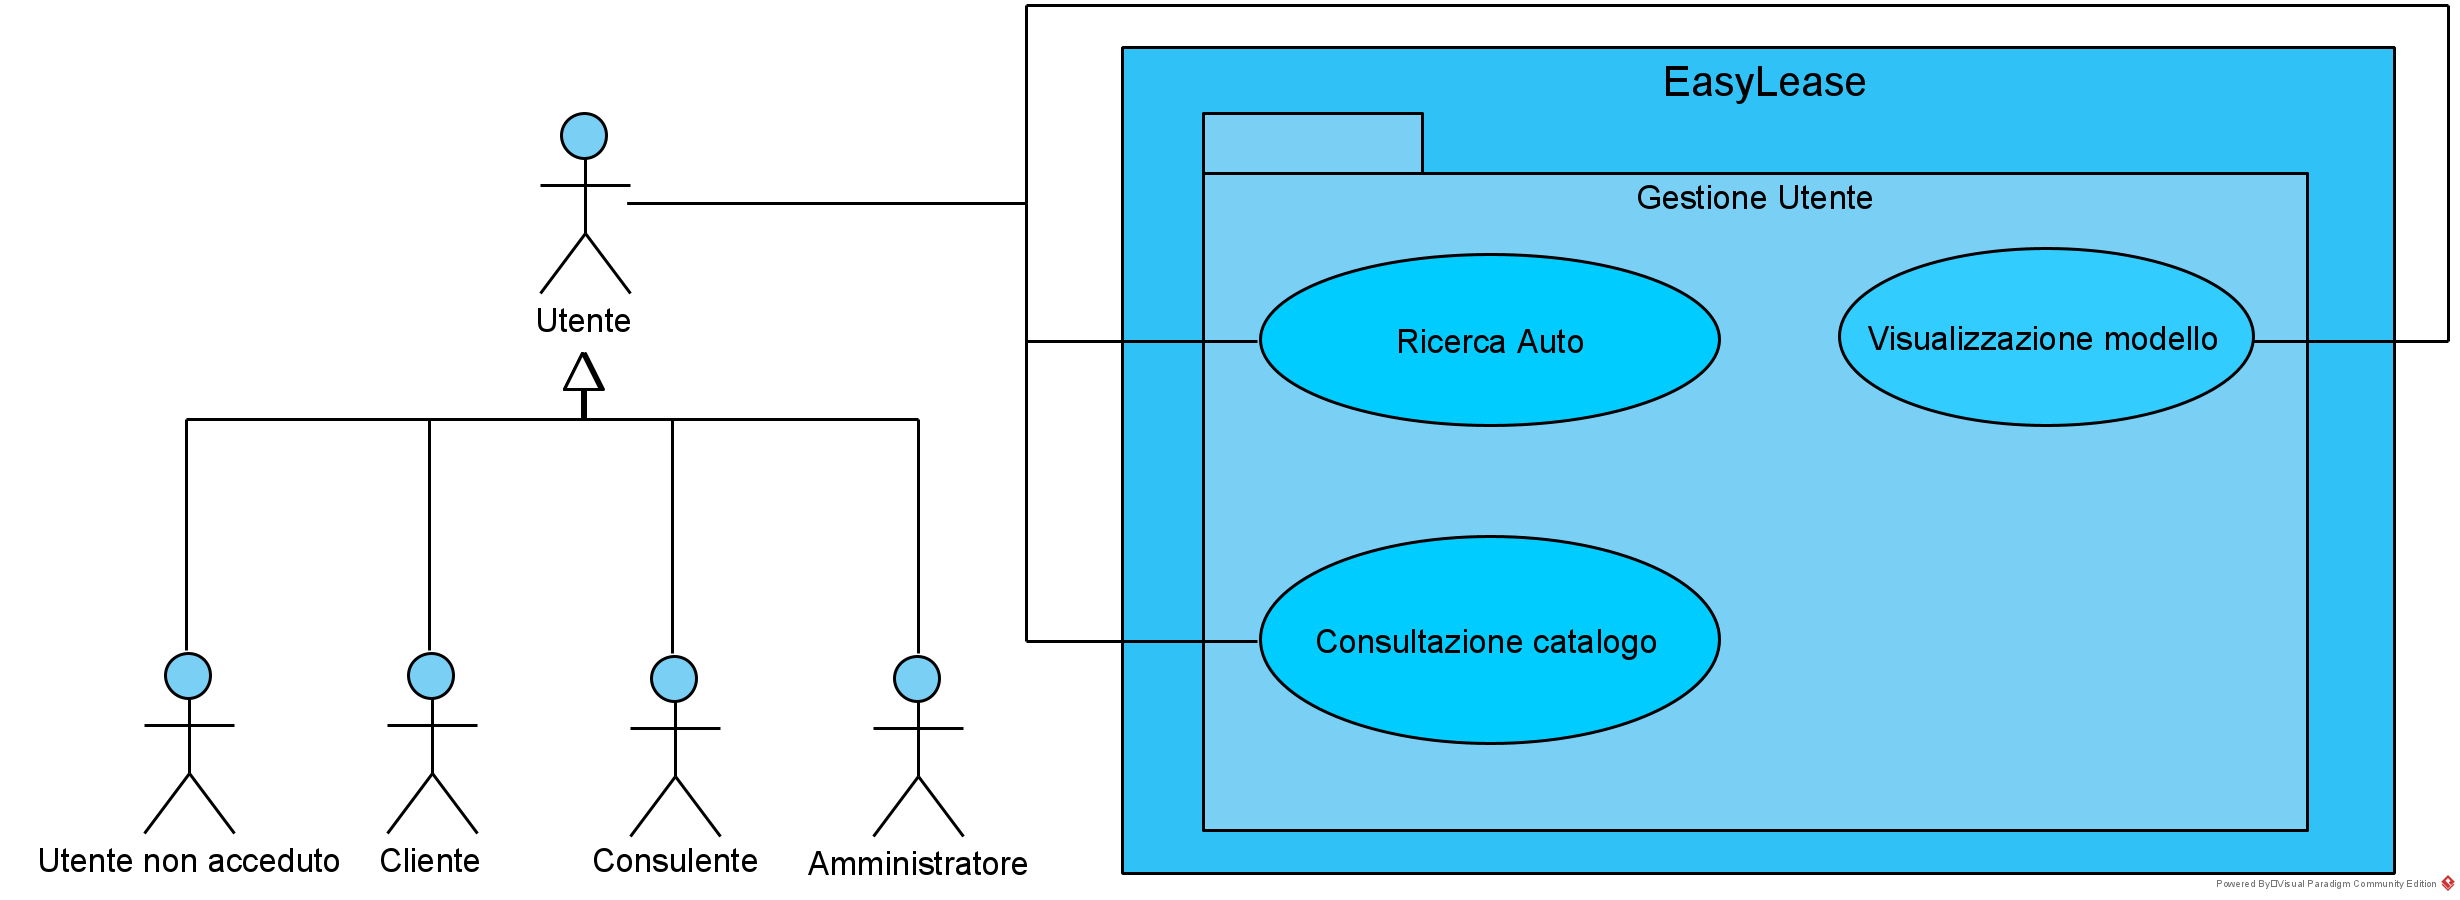 EasyLease
Gestione Utente
Utente
Ricerca Auto
Visualizzazione modello
Consultazione catalogo
Utente non acceduto
Cliente
Consulente
Amministratore
Powered By Visual Paradigm Community Edition